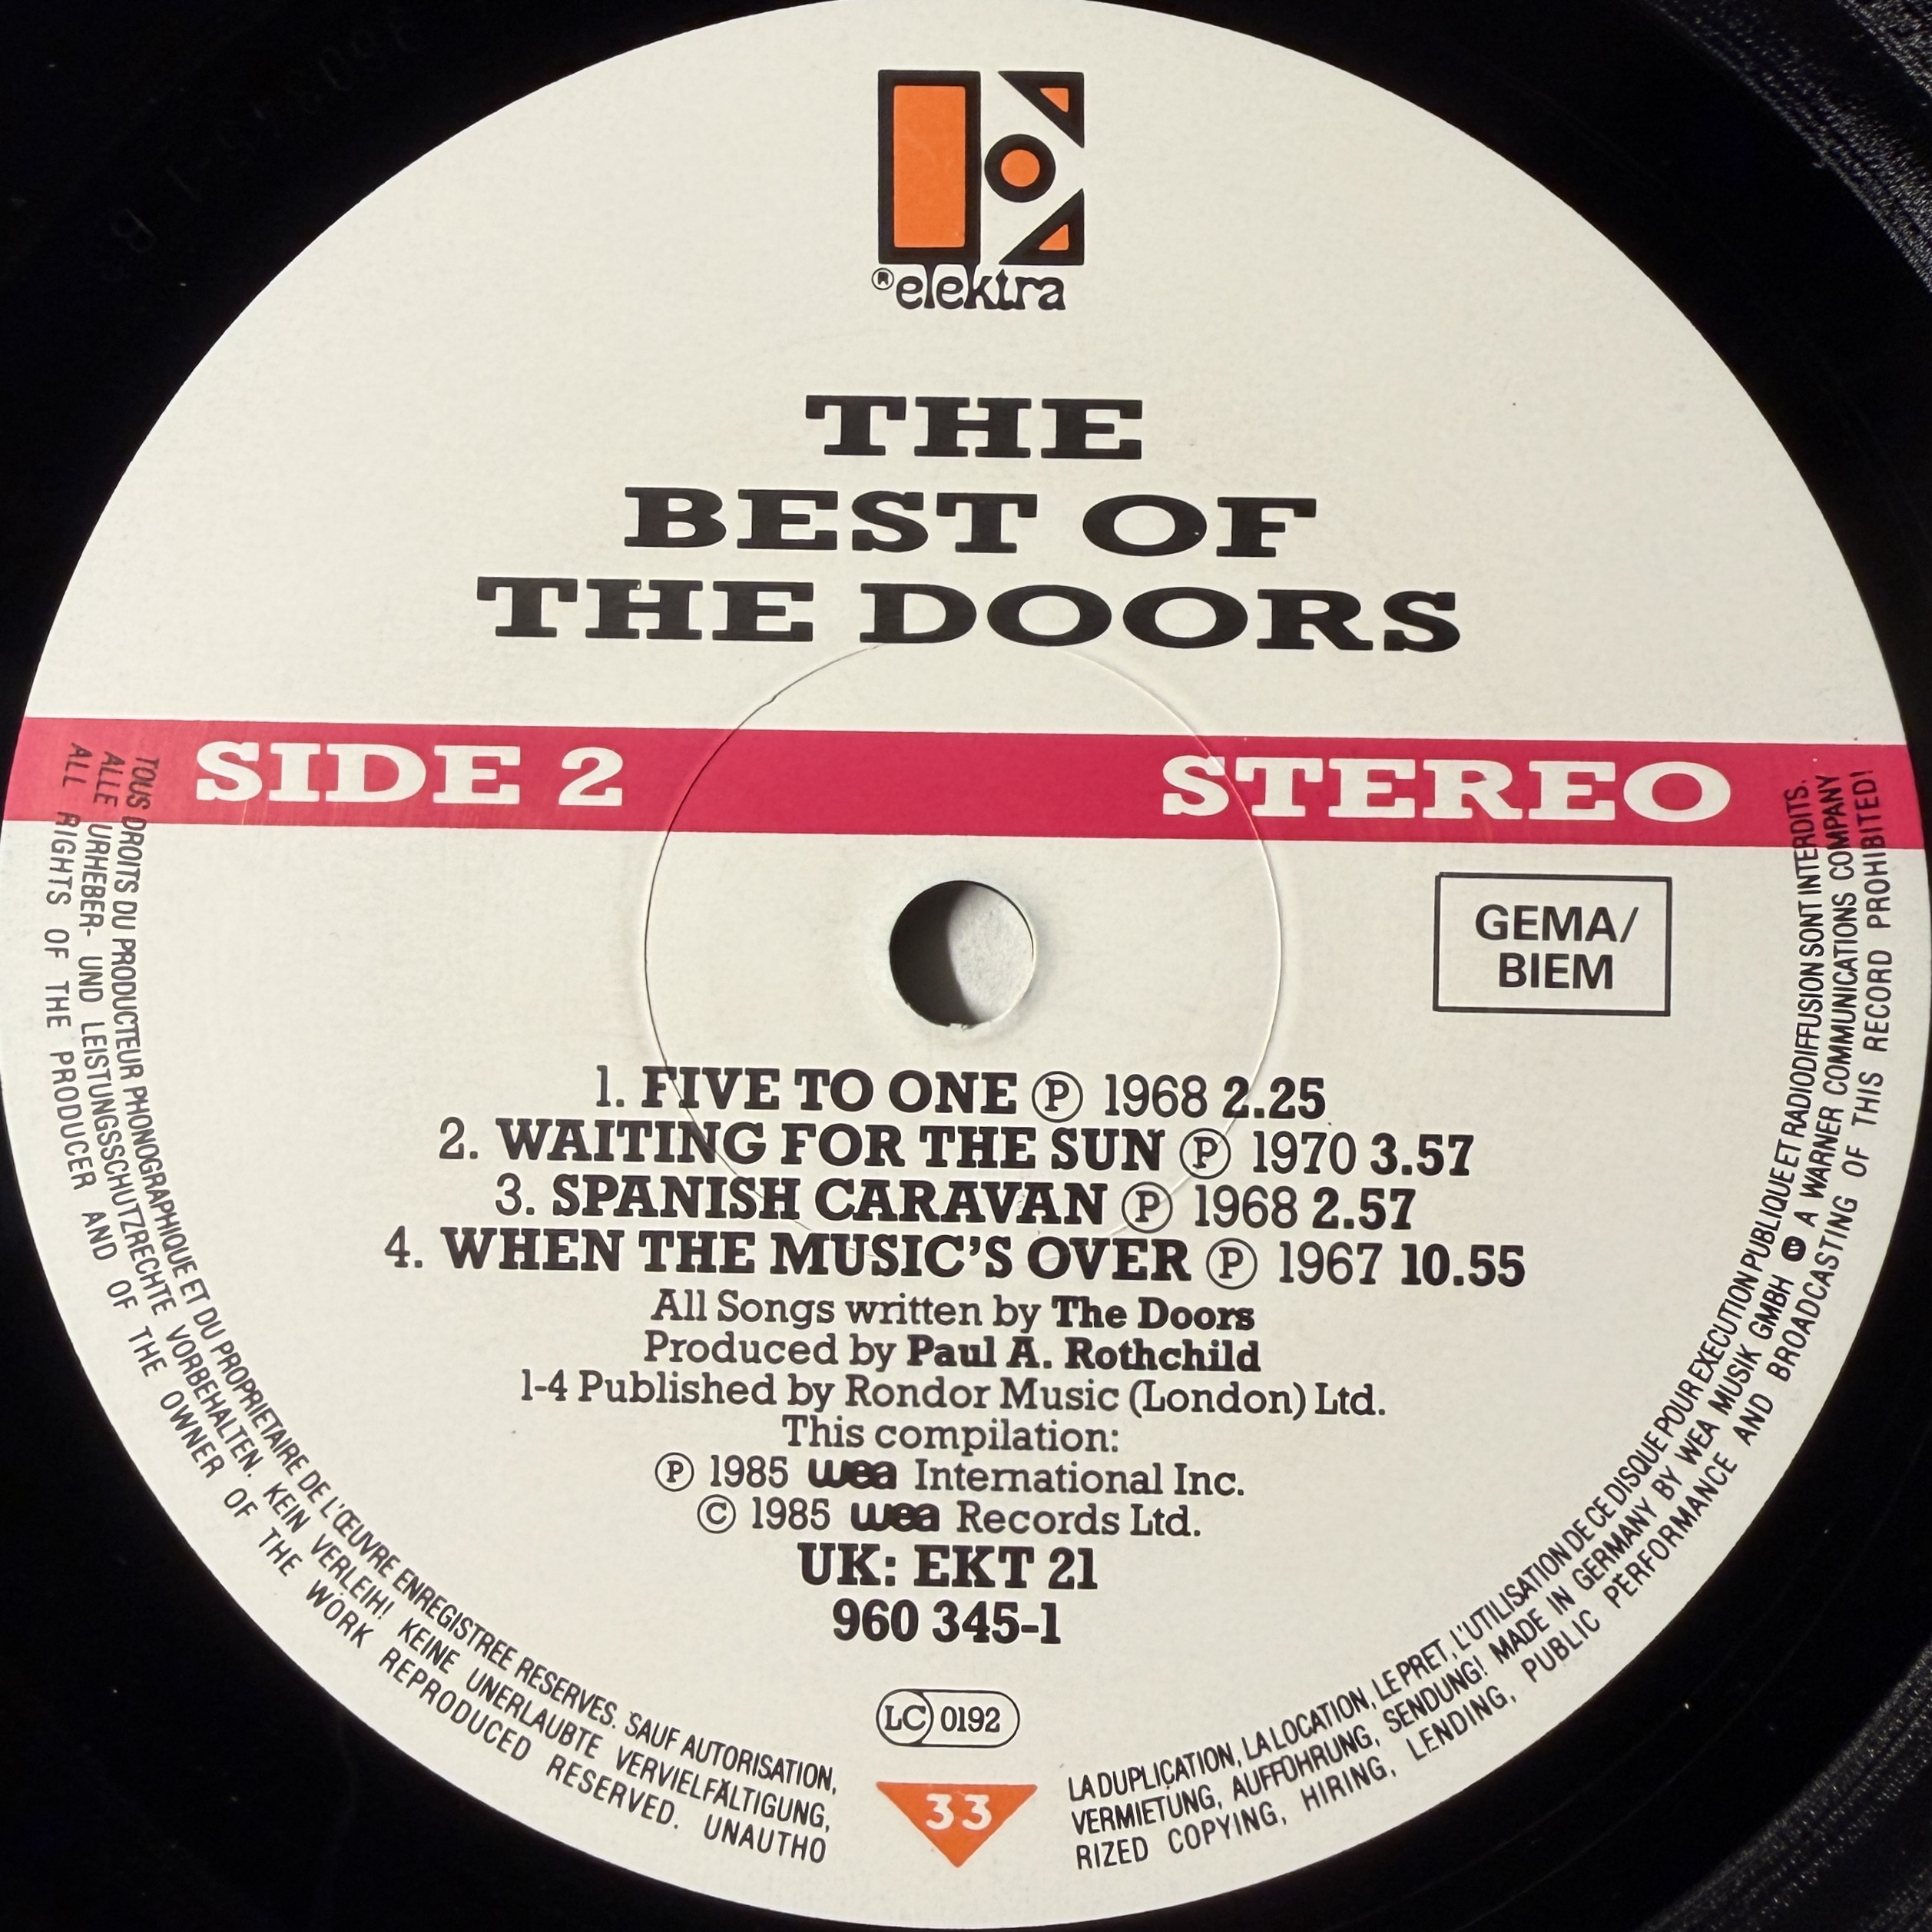 ® elektra
THE
BEST OF
THE DOORS
SIDE 2 STEREO
GEMA/
BIEM
1. FIVE TO ONE Ⓟ 1968 2.25
2. WAITING FOR THE SUN Ⓟ 1970 3.57
3. SPANISH CARAVAN Ⓟ 1968 2.57
4. WHEN THE MUSIC'S OVER Ⓟ 1967 10.55
All Songs written by The Doors
Produced by Paul A. Rothchild
1-4 Published by Rondor Music (London) Ltd.
This compilation:
Ⓟ 1985 wea International Inc.
© 1985 wea Records Ltd.
UK: EKT 21
960 345-1
LC 0192
33
TOUS DROITS DU PRODUCTEUR PHONOGRAPHIQUE ET DU PROPRIETAIRE DE L'ŒUVRE ENREGISTREE RESERVES. SAUF AUTORISATION, LA DUPLICATION, LA LOCATION, LE PRET, L'UTILISATION DE CE DISQUE POUR EXECUTION PUBLIQUE ET RADIODIFFUSION SONT INTERDITS.
ALLE URHEBER- UND LEISTUNGSSCHUTZRECHTE VORBEHALTEN. KEIN VERLEIH! KEINE UNERLAUBTE VERVIELFÄLTIGUNG, VERMIETUNG, AUFFÜHRUNG, SENDUNG! MADE IN GERMANY BY WEA MUSIK GMBH ⓦ A WARNER COMMUNICATIONS COMPANY
ALL RIGHTS OF THE PRODUCER AND OF THE OWNER OF THE WORK REPRODUCED RESERVED. UNAUTHORIZED COPYING, HIRING, LENDING, PUBLIC PERFORMANCE AND BROADCASTING OF THIS RECORD PROHIBITED!